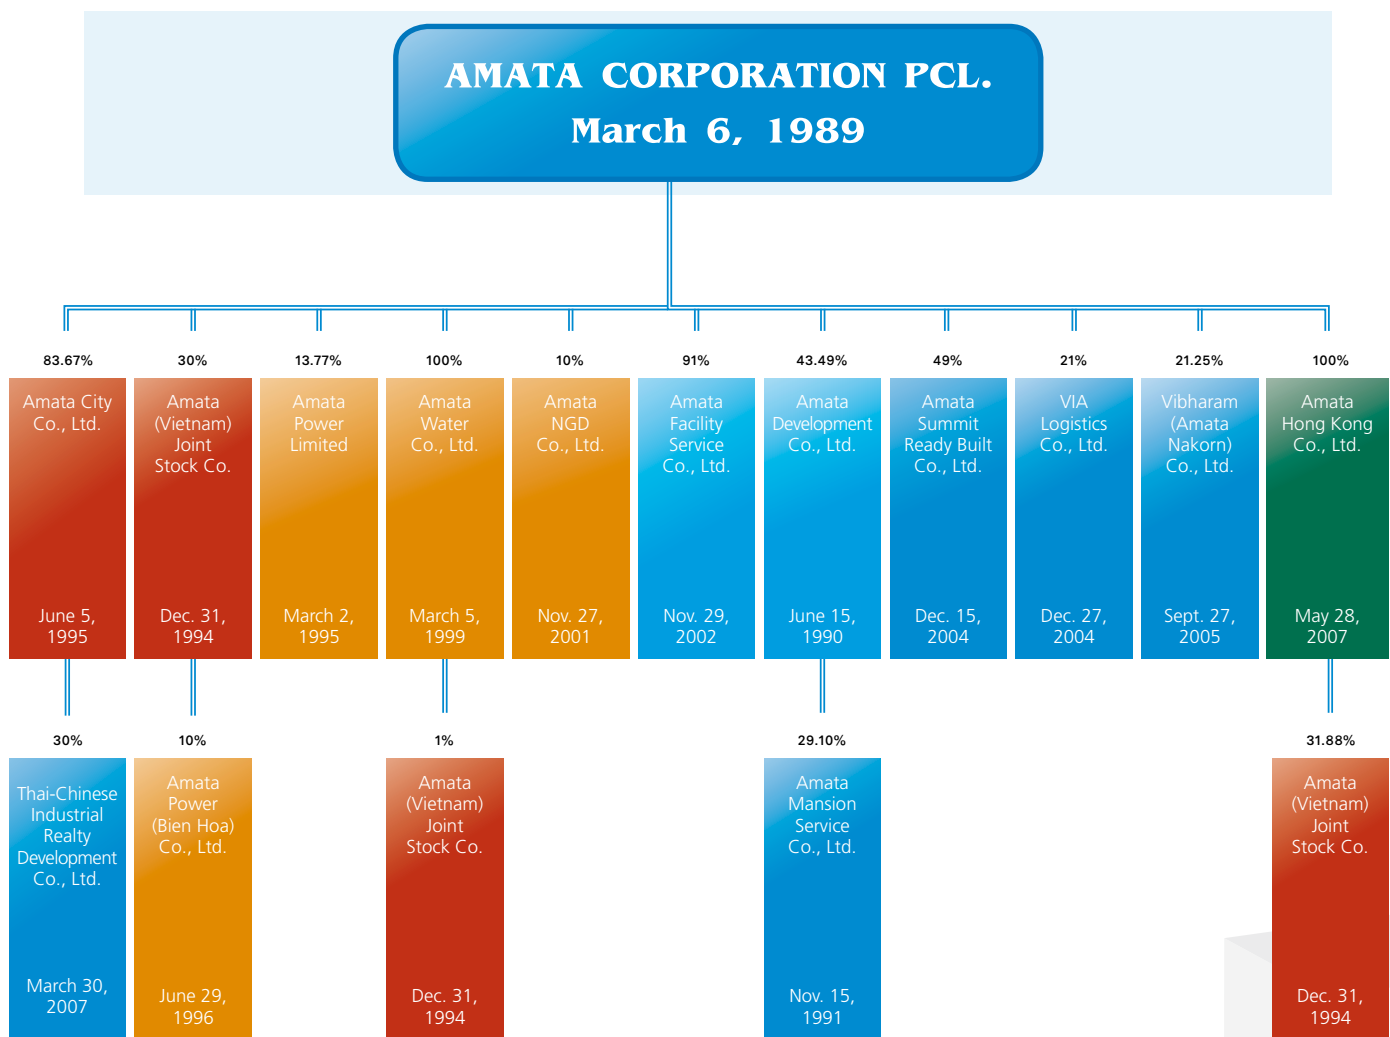 AMATA CORPORATION PCL.
March 6, 1989
83.67%
30%
13.77%
100%
10%
91%
43.49%
49%
21%
21.25%
100%
Amata City
Co., Ltd.
June 5,
1995
Amata
(Vietnam)
Joint
Stock Co.
Dec. 31,
1994
Amata
Power
Limited
March 2,
1995
Amata
Water
Co., Ltd.
March 5,
1999
Amata
NGD
Co., Ltd.
Nov. 27,
2001
Amata
Facility
Service
Co., Ltd.
Nov. 29,
2002
Amata
Development
Co., Ltd.
June 15,
1990
Amata
Summit
Ready Built
Co., Ltd.
Dec. 15,
2004
VIA
Logistics
Co., Ltd.
Dec. 27,
2004
Vibharam
(Amata
Nakorn)
Co., Ltd.
Sept. 27,
2005
Amata
Hong Kong
Co., Ltd.
May 28,
2007
30%
10%
1%
29.10%
31.88%
Thai-Chinese
Industrial
Realty
Development
Co., Ltd.
March 30,
2007
Amata
Power
(Bien Hoa)
Co., Ltd.
June 29,
1996
Amata
(Vietnam)
Joint
Stock Co.
Dec. 31,
1994
Amata
Mansion
Service
Co., Ltd.
Nov. 15,
1991
Amata
(Vietnam)
Joint
Stock Co.
Dec. 31,
1994